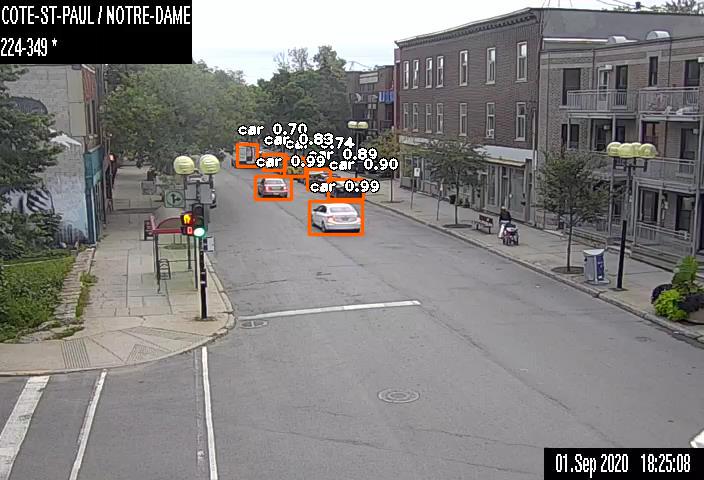 COTE-ST-PAUL / NOTRE-DAME
224-349 *
car 0.70
car 0.83
.74
car 0.99
0.89
car 0.90
car 0.99
01.Sep 2020 18:25:08